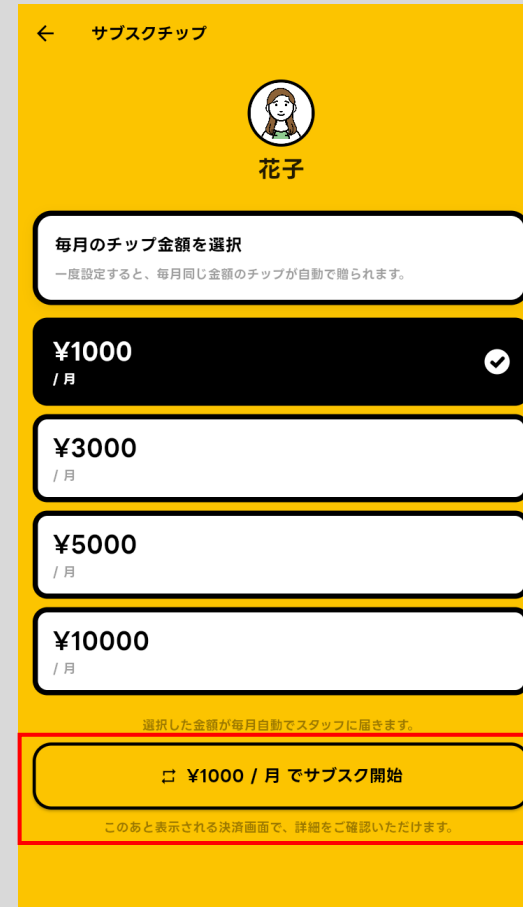 サブスクチップ
花子
毎月のチップ金額を選択
一度設定すると、毎月同じ金額のチップが自動で贈られます。
¥1000
/ 月
¥3000
/ 月
¥5000
/ 月
¥10000
/ 月
選択した金額が毎月自動でスタッフに届きます。
¥1000 / 月 でサブスク開始
このあと表示される決済画面で、詳細をご確認いただけます。